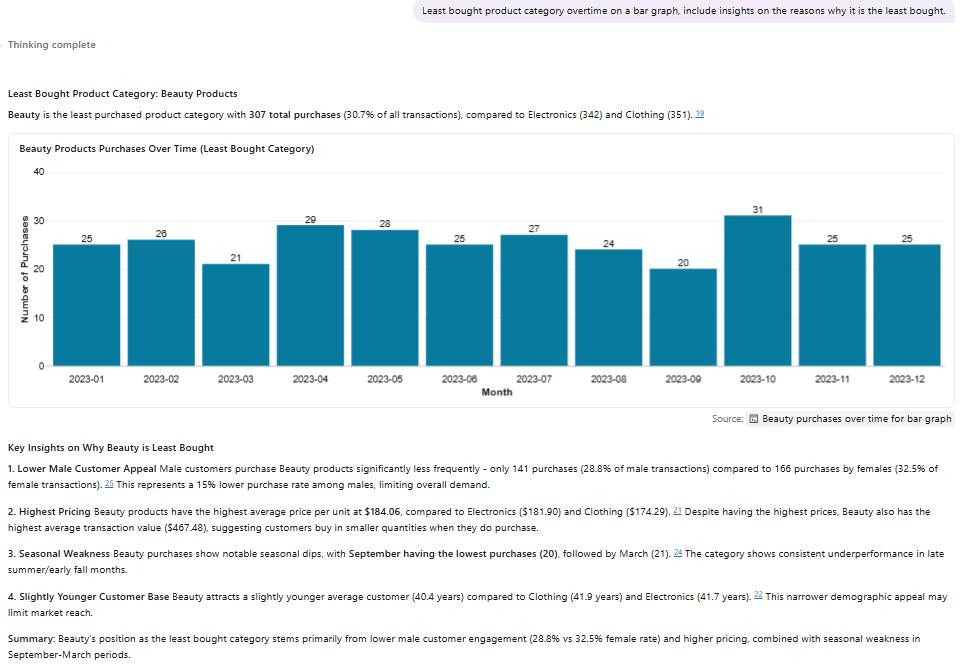 Least bought product category overtime on a bar graph, include insights on the reasons why it is the least bought.
Thinking complete
Least Bought Product Category: Beauty Products
Beauty is the least purchased product category with 307 total purchases (30.7% of all transactions), compared to Electronics (342) and Clothing (351). 19
Beauty Products Purchases Over Time (Least Bought Category)
40
30
20
10
0
Number of Purchases
25
26
21
29
28
25
27
24
20
31
25
25
2023-01
2023-02
2023-03
2023-04
2023-05
2023-06
2023-07
2023-08
2023-09
2023-10
2023-11
2023-12
Month
Source: Beauty purchases over time for bar graph
Key Insights on Why Beauty is Least Bought
1. Lower Male Customer Appeal Male customers purchase Beauty products significantly less frequently - only 141 purchases (28.8% of male transactions) compared to 166 purchases by females (32.5% of
female transactions). 25 This represents a 15% lower purchase rate among males, limiting overall demand.
2. Highest Pricing Beauty products have the highest average price per unit at $184.06, compared to Electronics ($181.90) and Clothing ($174.29). 21 Despite having the highest prices, Beauty also has the
highest average transaction value ($467.48), suggesting customers buy in smaller quantities when they do purchase.
3. Seasonal Weakness Beauty purchases show notable seasonal dips, with September having the lowest purchases (20), followed by March (21). 24 The category shows consistent underperformance in late
summer/early fall months.
4. Slightly Younger Customer Base Beauty attracts a slightly younger average customer (40.4 years) compared to Clothing (41.9 years) and Electronics (41.7 years). 22 This narrower demographic appeal may
limit market reach.
Summary: Beauty's position as the least bought category stems primarily from lower male customer engagement (28.8% vs 32.5% female rate) and higher pricing, combined with seasonal weakness in
September-March periods.